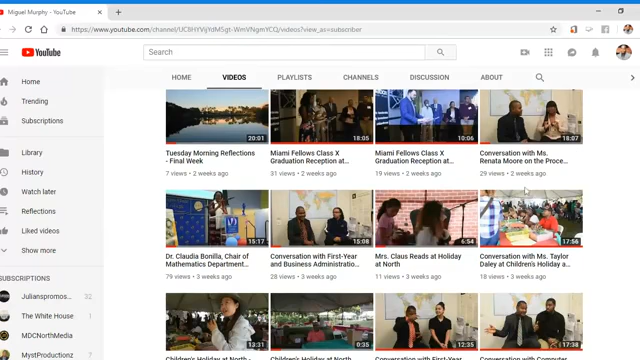 Miguel Murphy - YouTube
https://www.youtube.com/channel/
/videos?view_as=subscriber
YouTube
Search
HOME VIDEOS PLAYLISTS CHANNELS DISCUSSION ABOUT
Home
Trending
Subscriptions
Library
History
Watch later
Reflections
Liked videos
Show more
SUBSCRIPTIONS
Julianspromos... 32
The White House
MDCNorthMedia
MystProductionz
20:01
Tuesday Morning Reflections
- Final Week
7 views • 2 weeks ago
18:05
Miami Fellows Class X
Graduation Reception at...
31 views • 2 weeks ago
10:06
Miami Fellows Class X
Graduation Reception at...
19 views • 2 weeks ago
18:07
Conversation with Ms.
Renata Moore on the Proce...
29 views • 2 weeks ago
15:17
Dr. Claudia Bonilla, Chair of
Mathematics Department...
79 views • 3 weeks ago
15:08
Conversation with First-Year
and Business Administratio...
28 views • 3 weeks ago
6:54
Mrs. Claus Reads at Holiday
at North
11 views • 3 weeks ago
17:56
Conversation with Ms. Taylor
Daley at Children's Holiday a...
18 views • 3 weeks ago
13:31
Children's Holiday at North -
0:35
Children's Holiday at North
12:35
Conversation with First-Year
17:38
Conversation with Computer